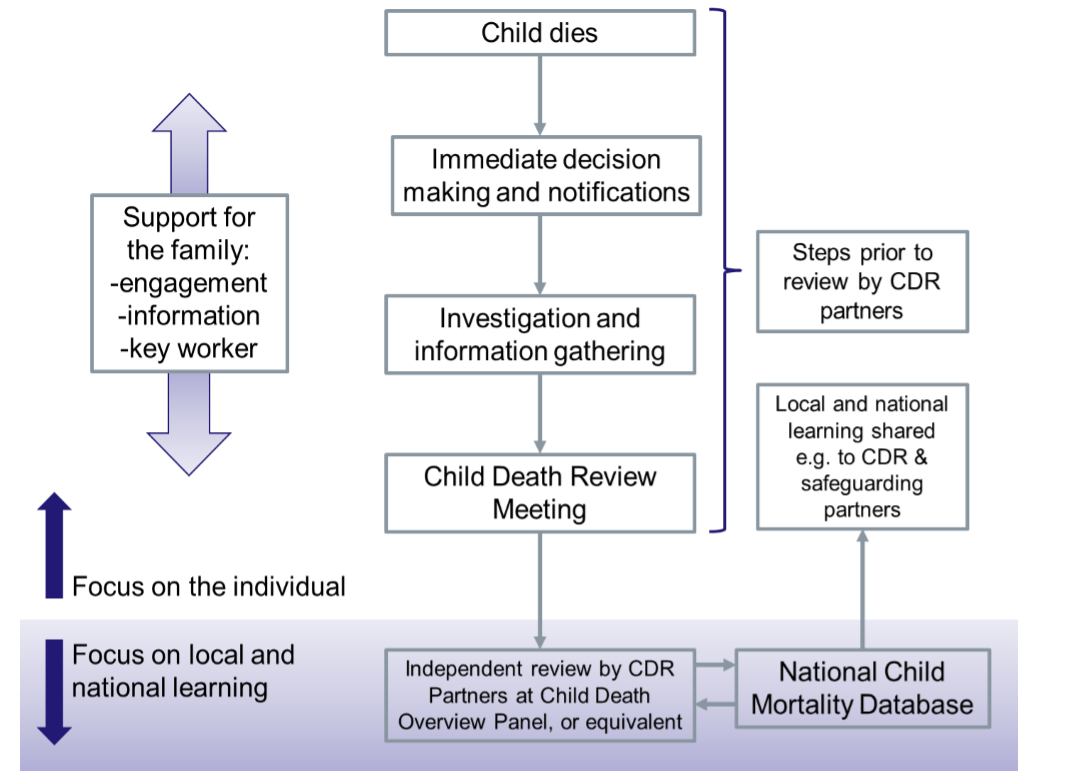 Child dies
Immediate decision
making and notifications
Support for
the family:
-engagement
-information
-key worker
Steps prior to
review by CDR
partners
Investigation and
information gathering
Local and national
learning shared
e.g. to CDR &
safeguarding
partners
Child Death Review
Meeting
Focus on the individual
Focus on local and
national learning
Independent review by CDR
Partners at Child Death
Overview Panel, or equivalent
National Child
Mortality Database